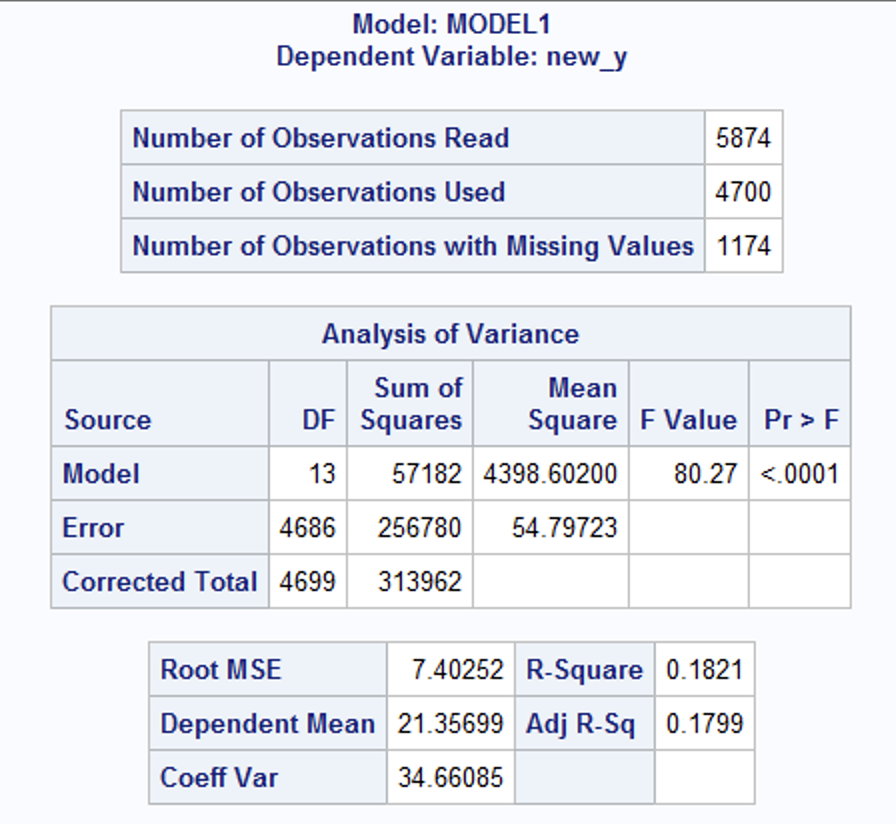 Model: MODEL1
Dependent Variable: new_y
Number of Observations Read 5874
Number of Observations Used 4700
Number of Observations with Missing Values 1174
Analysis of Variance
Source DF Sum of Squares Mean Square F Value Pr > F
Model 13 57182 4398.60200 80.27 <.0001
Error 4686 256780 54.79723
Corrected Total 4699 313962
Root MSE 7.40252 R-Square 0.1821
Dependent Mean 21.35699 Adj R-Sq 0.1799
Coeff Var 34.66085